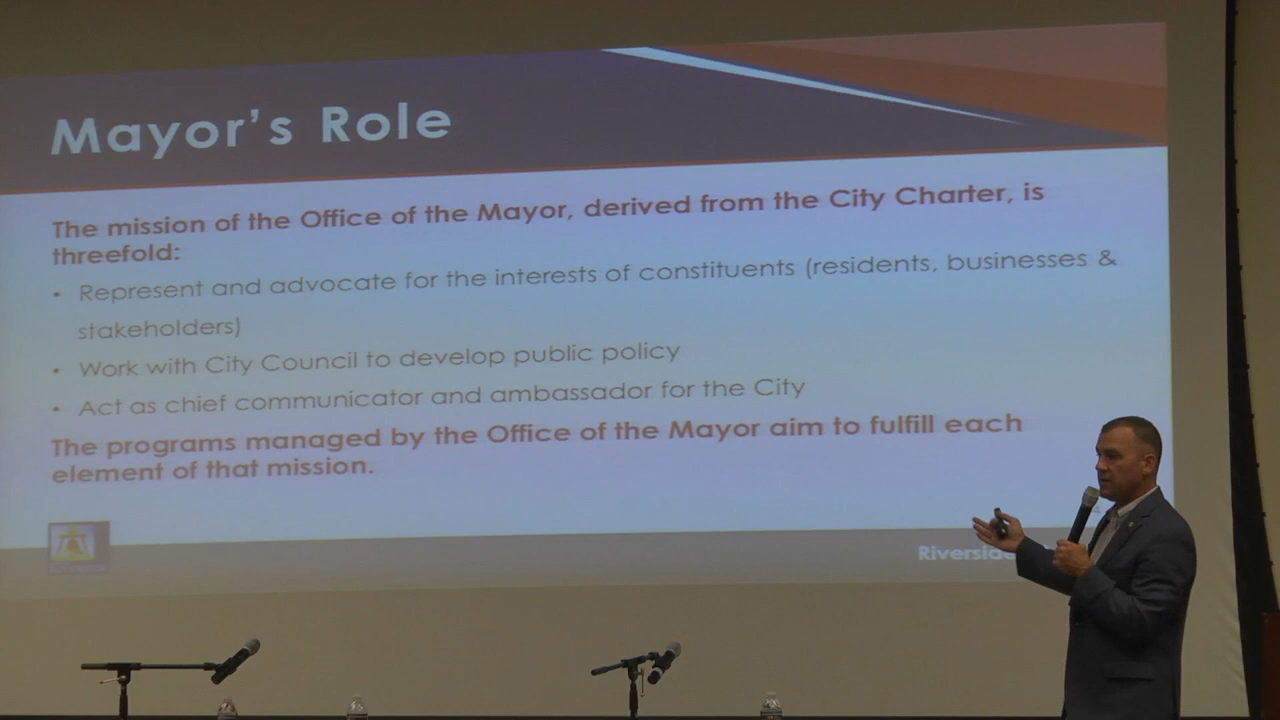 Mayor's Role
The mission of the Office of the Mayor, derived from the City Charter, is
threefold:
• Represent and advocate for the interests of constituents (residents, businesses &
stakeholders)
• Work with City Council to develop public policy
• Act as chief communicator and ambassador for the City
The programs managed by the Office of the Mayor aim to fulfill each
element of that mission.
Riverside